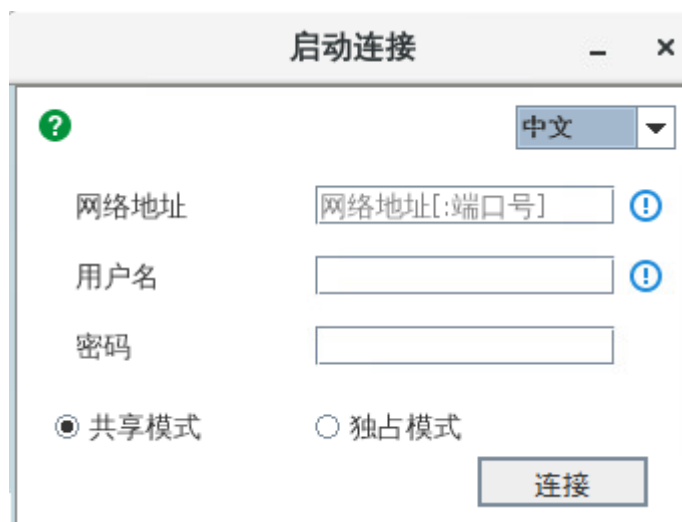 启动连接
中文
网络地址 网络地址[:端口号]
用户名
密码
共享模式 独占模式
连接